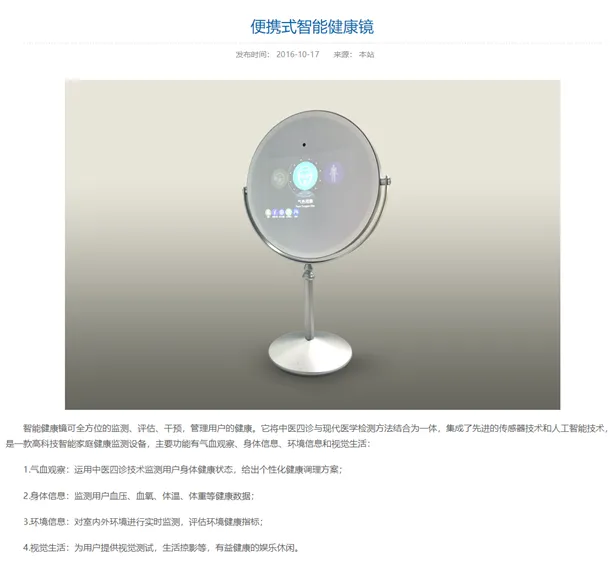 便携式智能健康镜
发布时间： 2016-10-17 来源： 本站
智能健康镜可全方位的监测、评估、干预，管理用户的健康。它将中医四诊与现代医学检测方法结合为一体，集成了先进的传感器技术和人工智能技术，
是一款高科技智能家庭健康监测设备，主要功能有气血观察、身体信息、环境信息和视觉生活：
1.气血观察：运用中医四诊技术监测用户身体健康状态，给出个性化健康调理方案；
2.身体信息：监测用户血压、血氧、体温、体重等健康数据；
3.环境信息：对室内外环境进行实时监测，评估环境健康指标；
4.视觉生活：为用户提供视觉测试，生活掠影等，有益健康的娱乐休闲。